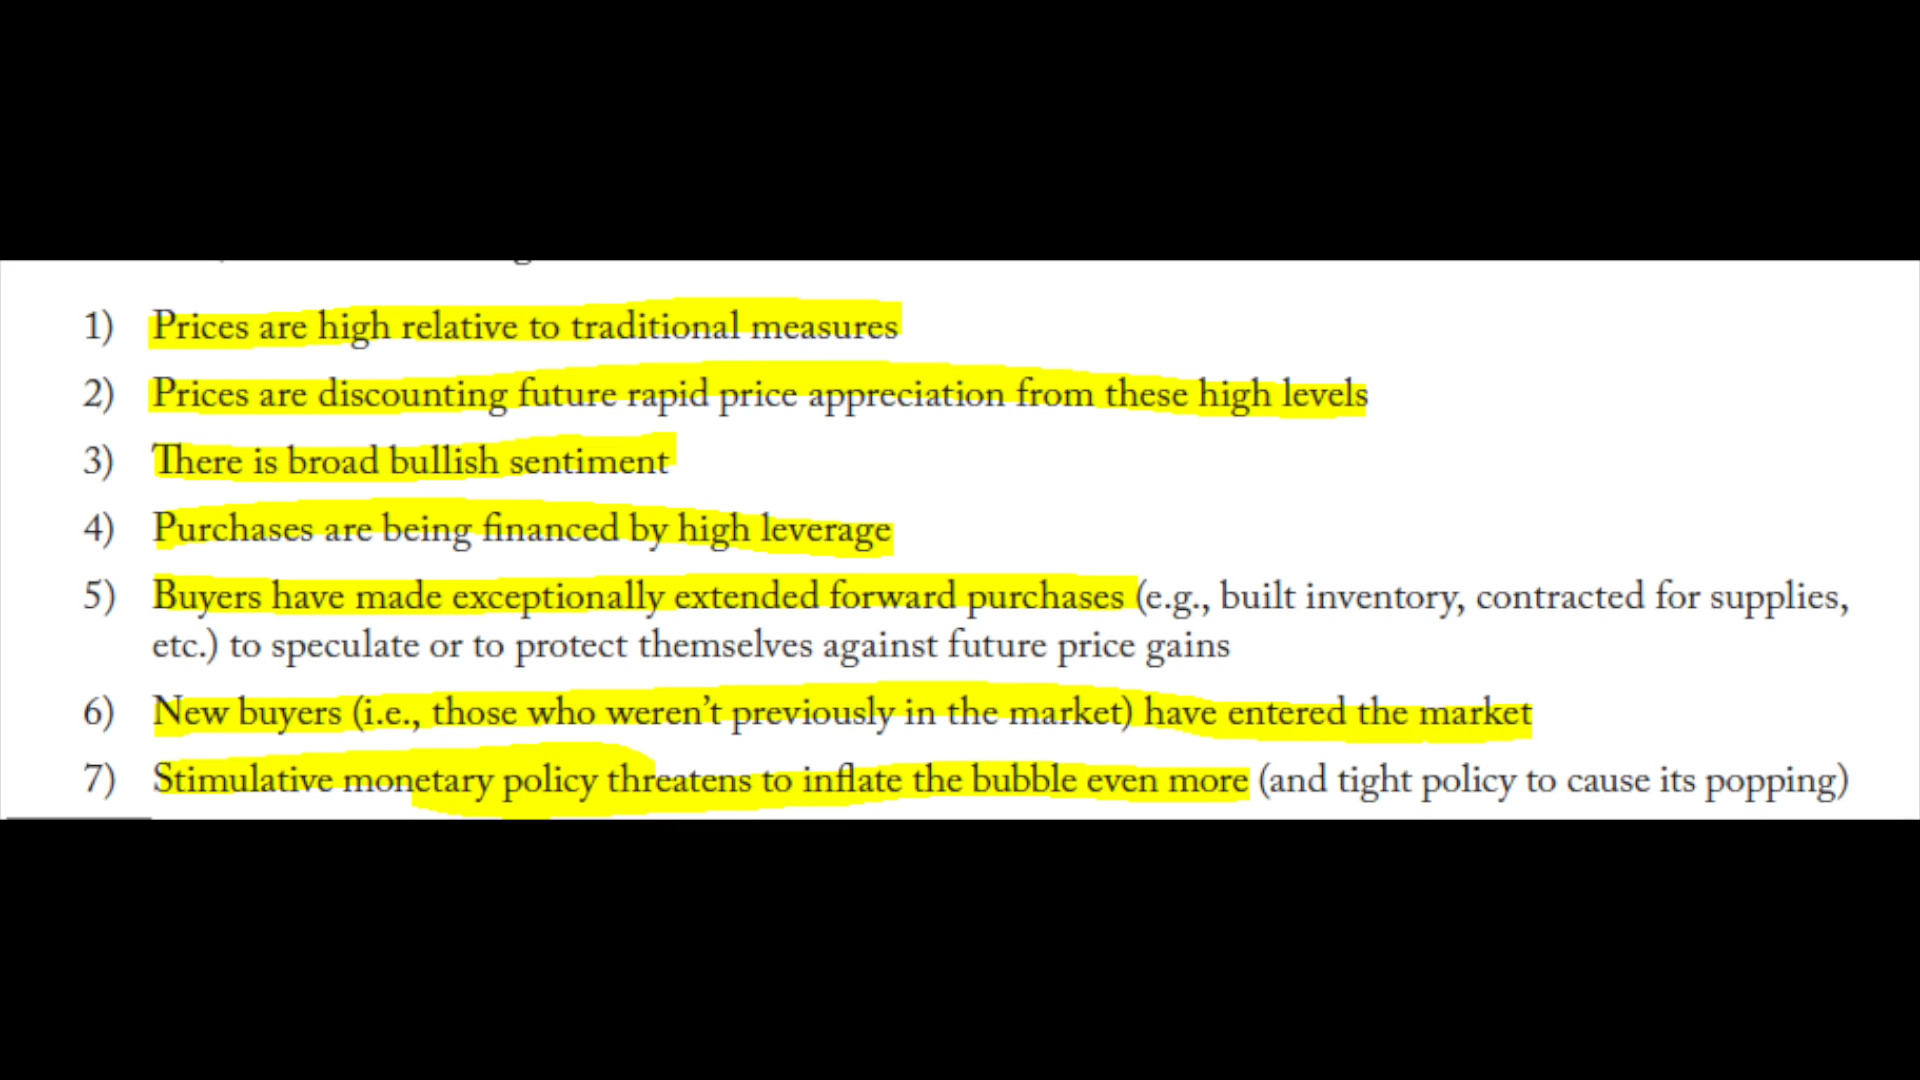 1) Prices are high relative to traditional measures
2) Prices are discounting future rapid price appreciation from these high levels
3) There is broad bullish sentiment
4) Purchases are being financed by high leverage
5) Buyers have made exceptionally extended forward purchases (e.g., built inventory, contracted for supplies,
etc.) to speculate or to protect themselves against future price gains
6) New buyers (i.e., those who weren’t previously in the market) have entered the market
7) Stimulative monetary policy threatens to inflate the bubble even more (and tight policy to cause its popping)